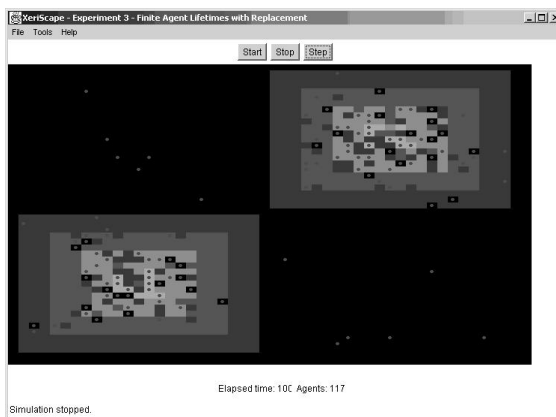 XeriScape - Experiment 3 - Finite Agent Lifetimes with Replacement
File Tools Help
Start Stop Step
Elapsed time: 100 Agents: 117
Simulation stopped.